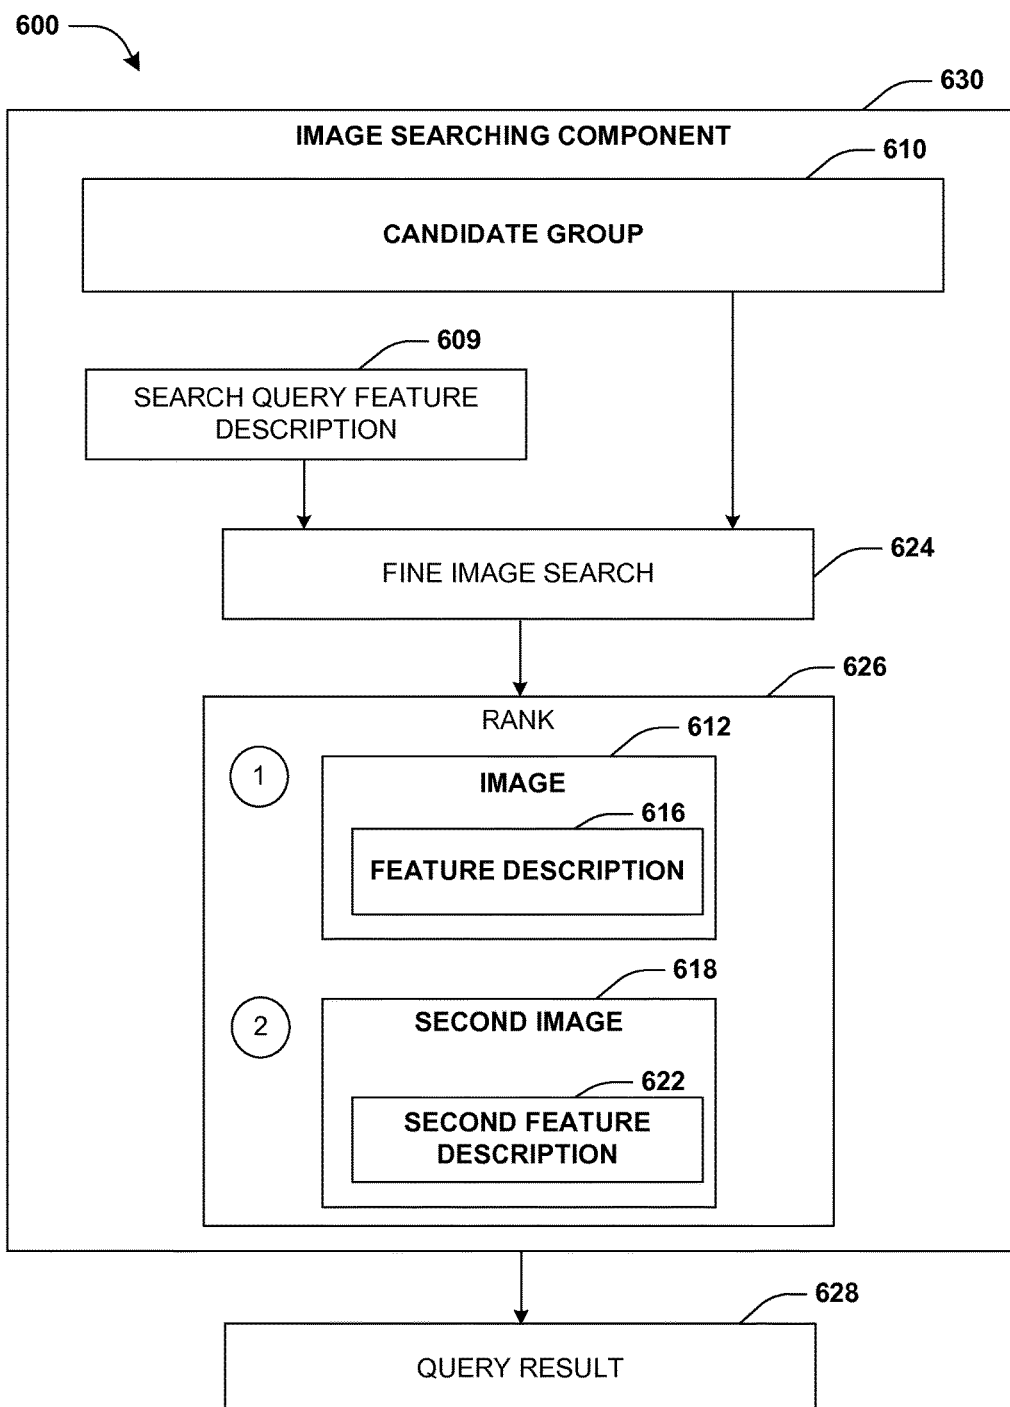 600
630
IMAGE SEARCHING COMPONENT
610
CANDIDATE GROUP
609
SEARCH QUERY FEATURE
DESCRIPTION
624
FINE IMAGE SEARCH
626
RANK
612
1
IMAGE
616
FEATURE DESCRIPTION
618
2
SECOND IMAGE
622
SECOND FEATURE
DESCRIPTION
628
QUERY RESULT